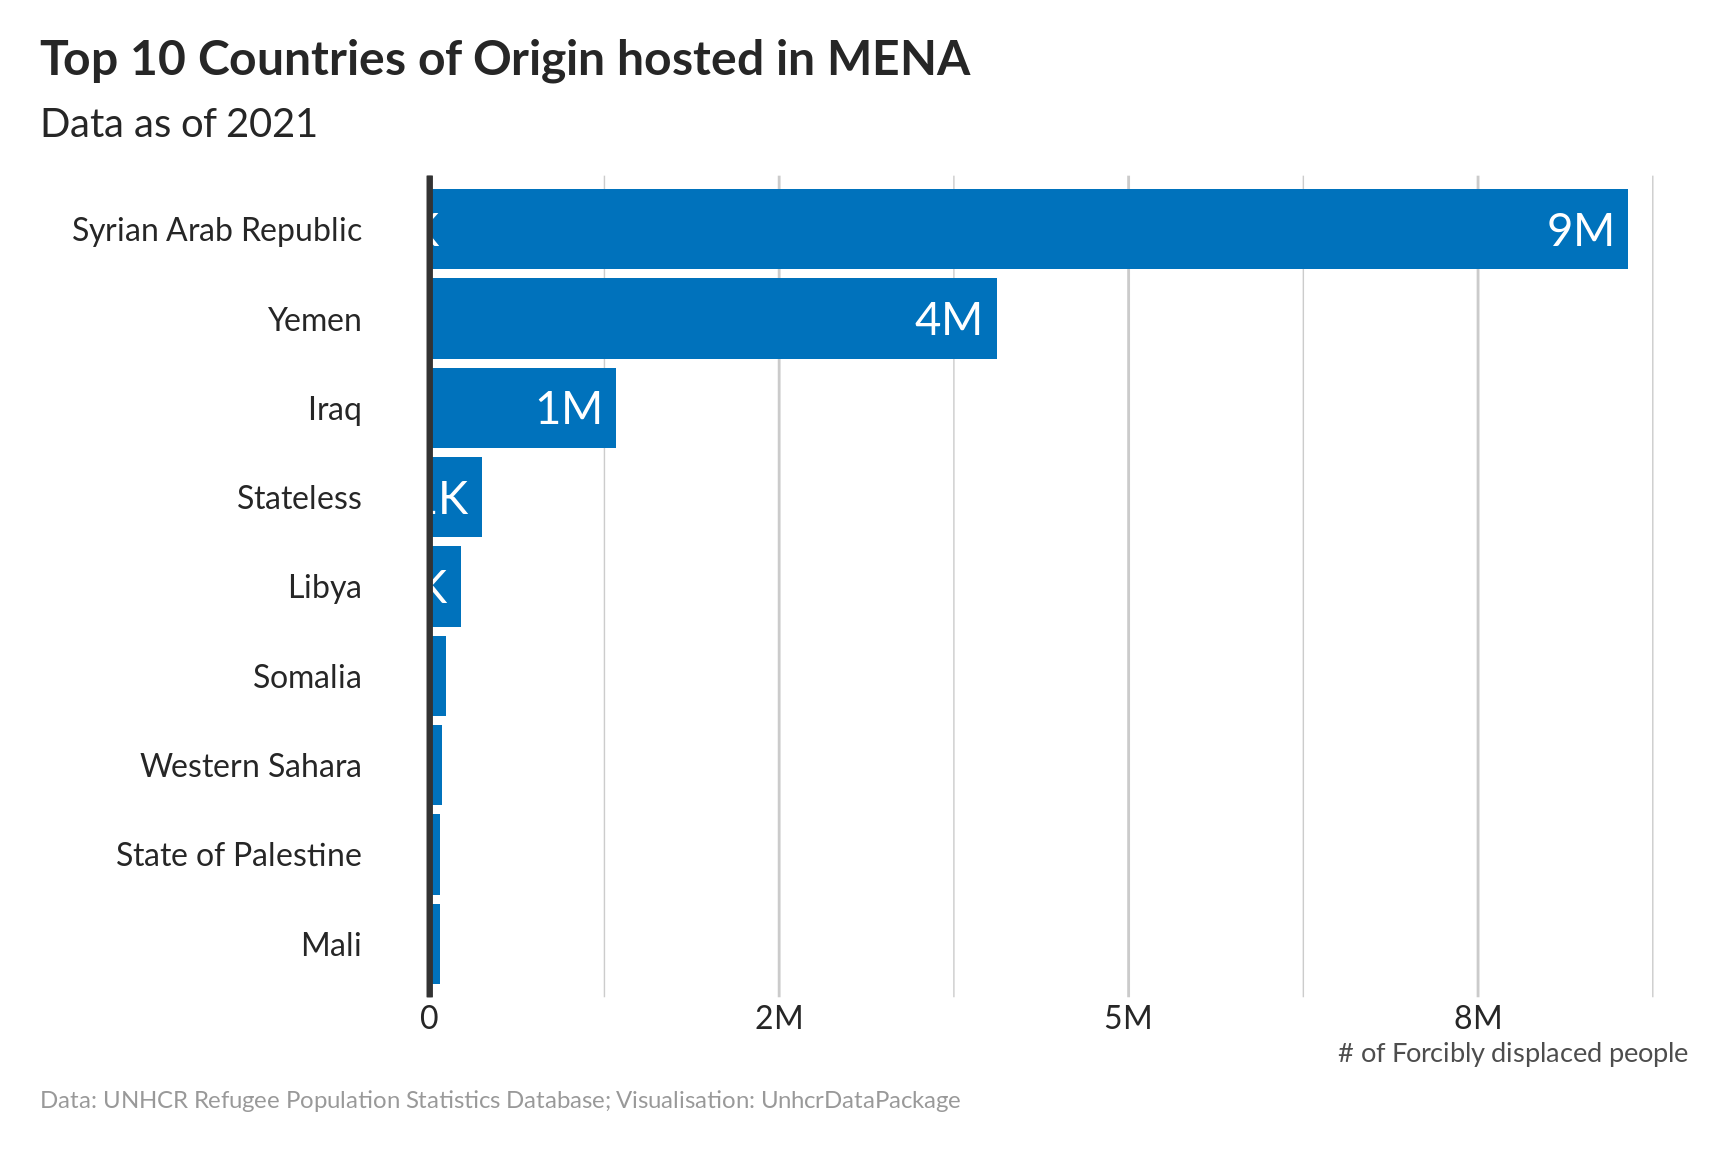 Top 10 Countries of Origin hosted in MENA
Data as of 2021
Syrian Arab Republic
9M
Yemen
4M
Iraq
1M
Stateless
K
Libya
K
Somalia
Western Sahara
State of Palestine
Mali
0
2M
5M
8M
# of Forcibly displaced people
Data: UNHCR Refugee Population Statistics Database; Visualisation: UnhcrDataPackage